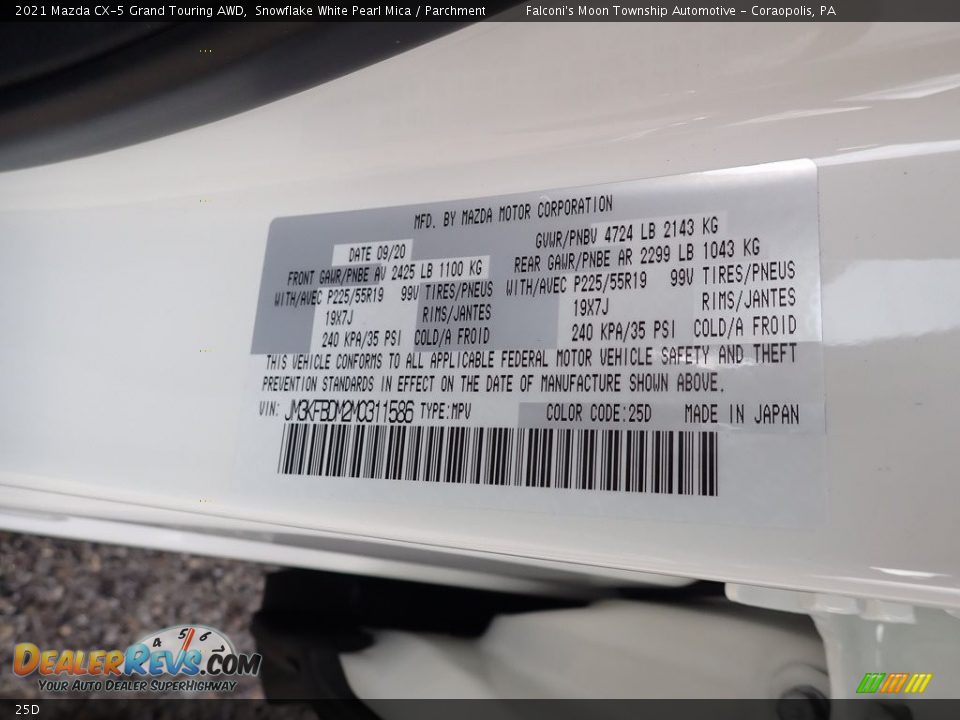 2021 Mazda CX-5 Grand Touring AWD, Snowflake White Pearl Mica / Parchment Falconi's Moon Township Automotive - Coraopolis, PA
MFD. BY MAZDA MOTOR CORPORATION
DATE 09/20 GVWR/PNBV 4724 LB 2143 KG
FRONT GAWR/PNBE AV 2425 LB 1100 KG REAR GAWR/PNBE AR 2299 LB 1043 KG
WITH/AVEC P225/55R19 99V TIRES/PNEUS WITH/AVEC P225/55R19 99V TIRES/PNEUS
19X7J RIMS/JANTES 19X7J RIMS/JANTES
240 KPA/35 PSI COLD/A FROID 240 KPA/35 PSI COLD/A FROID
THIS VEHICLE CONFORMS TO ALL APPLICABLE FEDERAL MOTOR VEHICLE SAFETY AND THEFT
PREVENTION STANDARDS IN EFFECT ON THE DATE OF MANUFACTURE SHOWN ABOVE.
VIN: JM3KFBDM2M0311586 TYPE:MPV COLOR CODE:25D MADE IN JAPAN
4 5 6
DEALERREVS.COM
YOUR AUTO DEALER SUPERHIGHWAY
25D